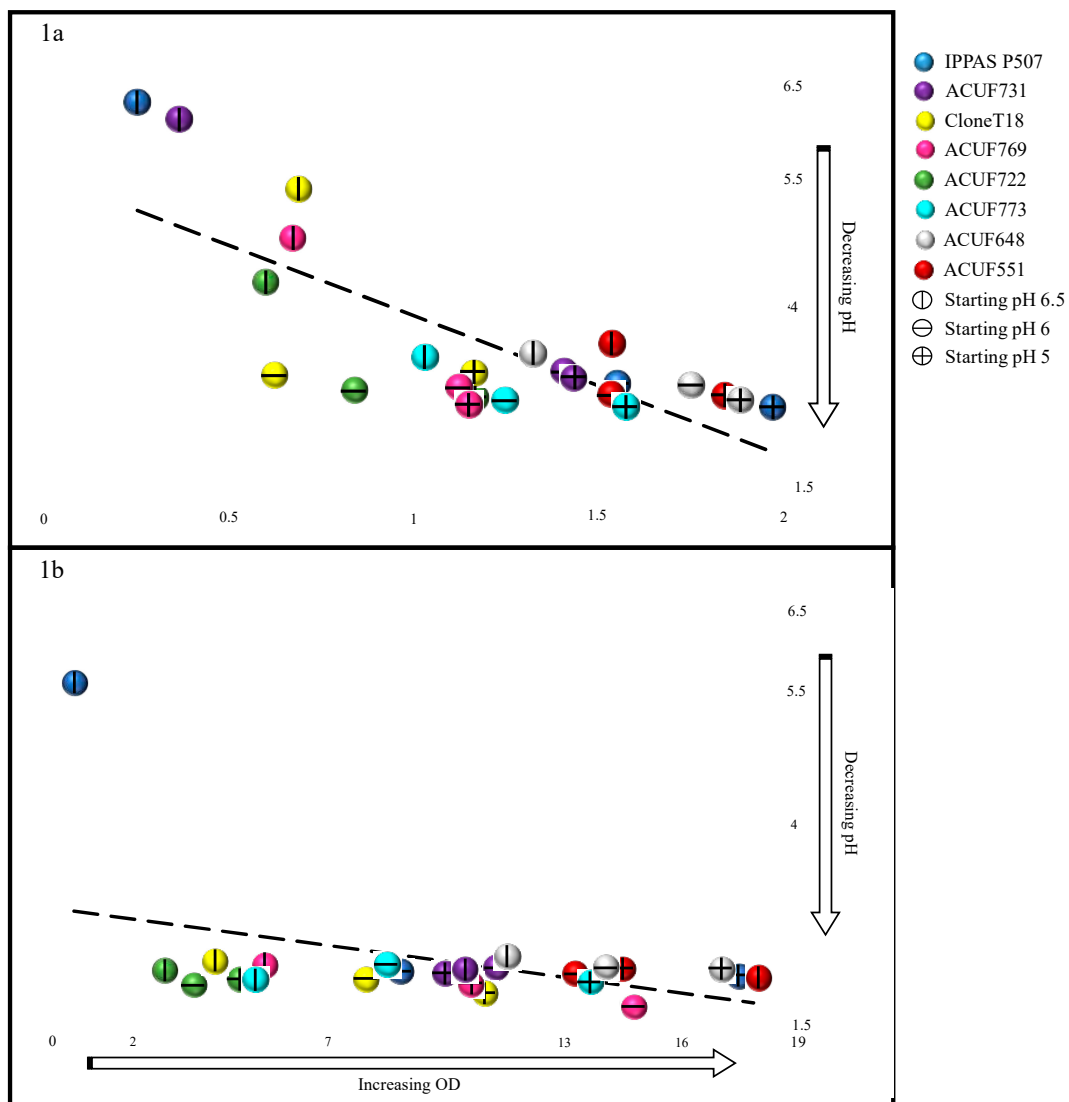 1a
6.5
5.5
4
1.5
0
0.5
1
1.5
2
Decreasing pH
IPPAS P507
ACUF731
CloneT18
ACUF769
ACUF722
ACUF773
ACUF648
ACUF551
Starting pH 6.5
Starting pH 6
Starting pH 5
1b
6.5
5.5
4
1.5
0
2
7
13
16
19
Decreasing pH
Increasing OD